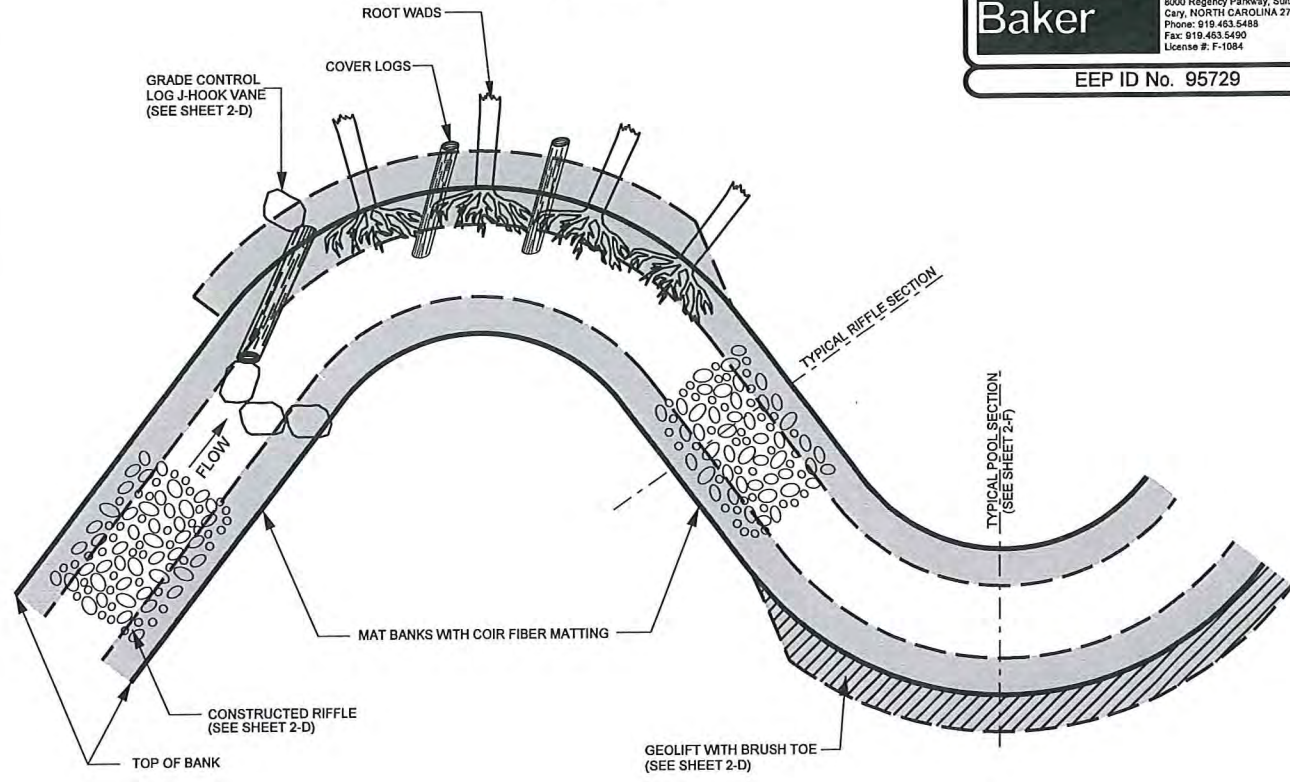 Baker
8000 Regency Parkway,
Cary, NORTH CAROLINA
Phone: 919.463.5488
Fax: 919.463.5490
License #: F-1084
EEP ID No. 95729
ROOT WADS
COVER LOGS
GRADE CONTROL
LOG J-HOOK VANE
(SEE SHEET 2-D)
TYPICAL RIFFLE SECTION
TYPICAL POOL SECTION
(SEE SHEET 2-F)
FLOW
MAT BANKS WITH COIR FIBER MATTING
CONSTRUCTED RIFFLE
(SEE SHEET 2-D)
TOP OF BANK
GEOLIFT WITH BRUSH TOE
(SEE SHEET 2-D)